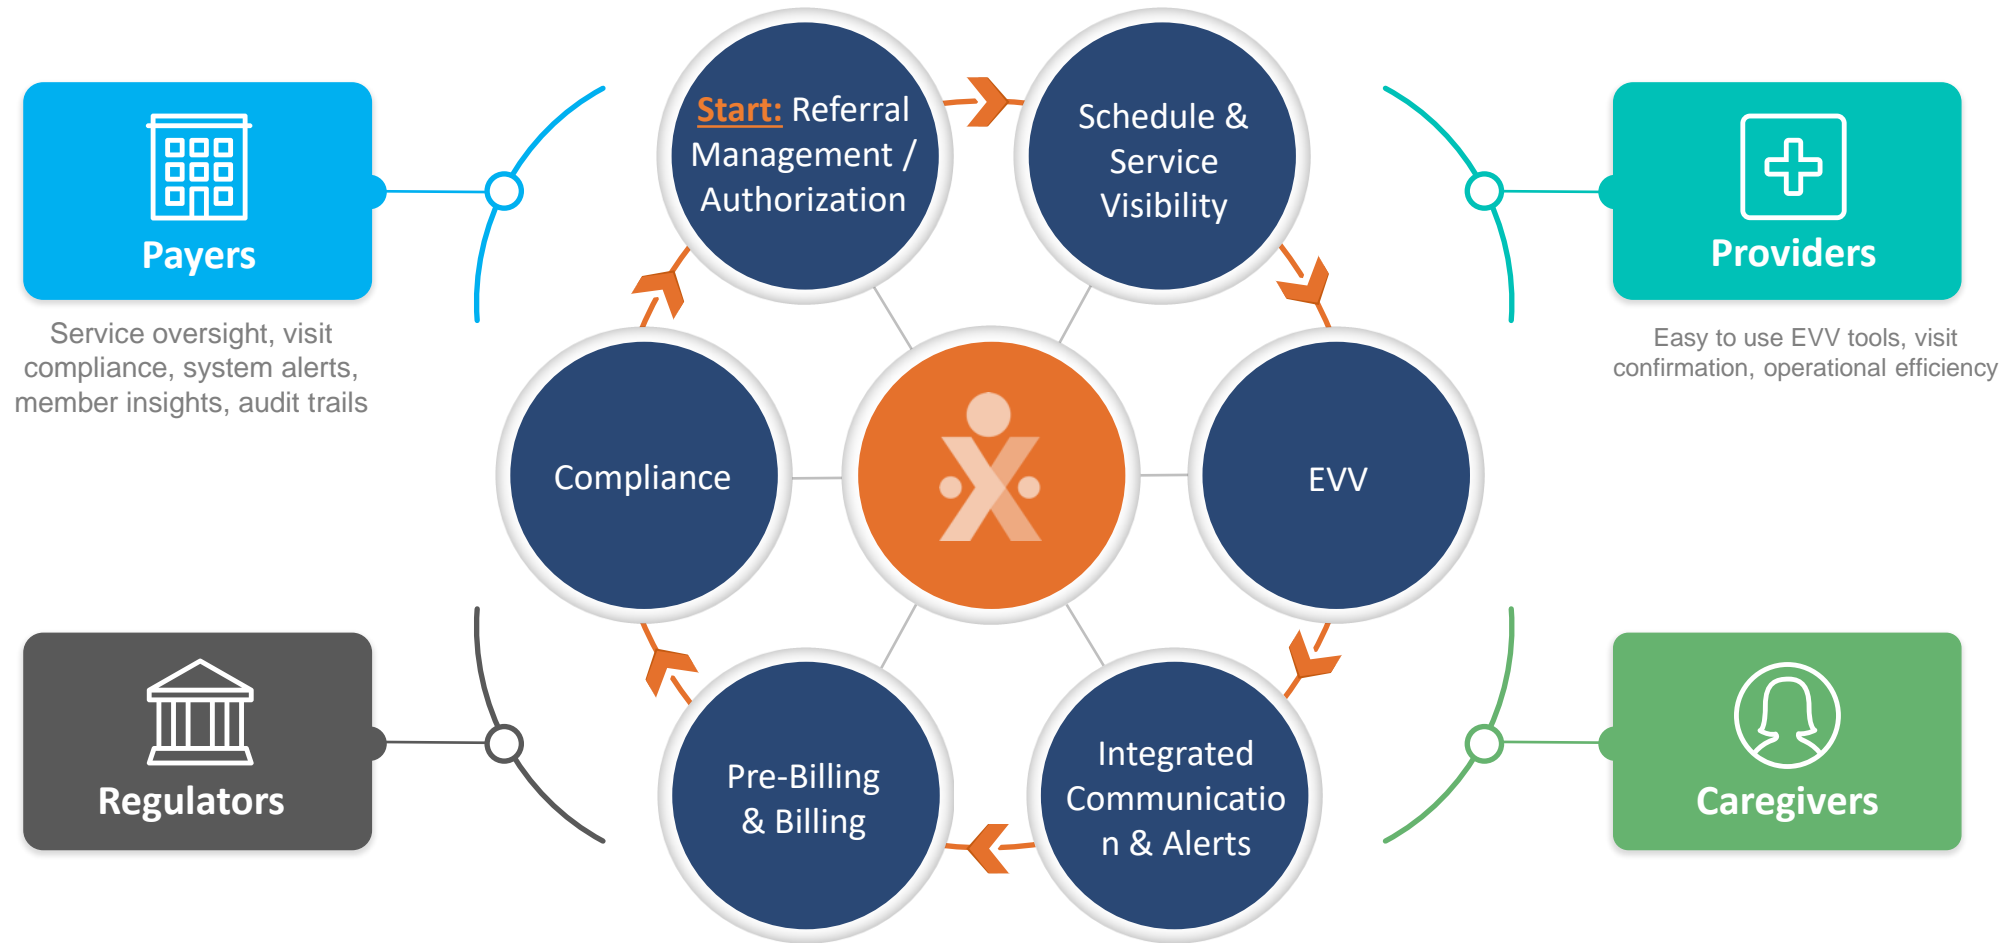 Start: Referral
Management /
Authorization
Schedule &
Service
Visibility
EVV
Integrated
Communicatio
n & Alerts
Pre-Billing
& Billing
Compliance
Payers
Service oversight, visit
compliance, system alerts,
member insights, audit trails
Providers
Easy to use EVV tools, visit
confirmation, operational efficiency
Regulators
Caregivers